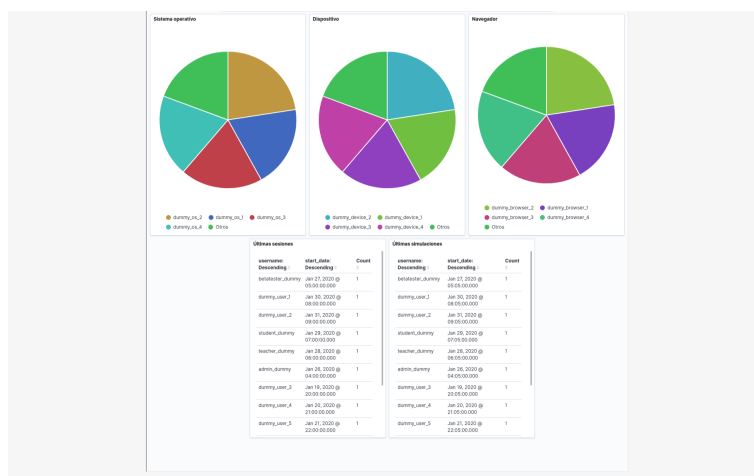 Sistema operativo
dummy_os_2 dummy_os_1 dummy_os_3
dummy_os_4 Otros
Dispositivo
dummy_device_2 dummy_device_1
dummy_device_3 dummy_device_4 Otros
Navegador
dummy_browser_2 dummy_browser_1
dummy_browser_3 dummy_browser_4
Otros
Últimas sesiones
username: start_date: Count
Descending Descending
betatester_dummy Jan 27, 2020 @ 1
05:00:00.000
dummy_user_1 Jan 30, 2020 @ 1
08:00:00.000
dummy_user_2 Jan 31, 2020 @ 1
09:00:00.000
student_dummy Jan 29, 2020 @ 1
07:00:00.000
teacher_dummy Jan 28, 2020 @ 1
06:00:00.000
admin_dummy Jan 26, 2020 @ 1
04:00:00.000
dummy_user_3 Jan 19, 2020 @ 1
20:00:00.000
dummy_user_4 Jan 20, 2020 @ 1
21:00:00.000
dummy_user_5 Jan 21, 2020 @ 1
22:00:00.000
Últimas simulaciones
username: start_date: Count
Descending Descending
betatester_dummy Jan 27, 2020 @ 1
05:05:00.000
dummy_user_1 Jan 30, 2020 @ 1
08:05:00.000
dummy_user_2 Jan 31, 2020 @ 1
09:05:00.000
student_dummy Jan 29, 2020 @ 1
07:05:00.000
teacher_dummy Jan 28, 2020 @ 1
06:05:00.000
admin_dummy Jan 26, 2020 @ 1
04:05:00.000
dummy_user_3 Jan 19, 2020 @ 1
20:05:00.000
dummy_user_4 Jan 20, 2020 @ 1
21:05:00.000
dummy_user_5 Jan 21, 2020 @ 1
22:05:00.000